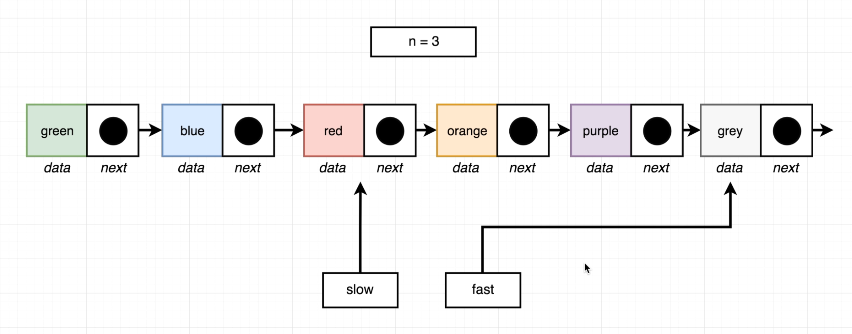 n = 3
green blue red orange purple grey
data next data next data next data next data next data next
slow fast